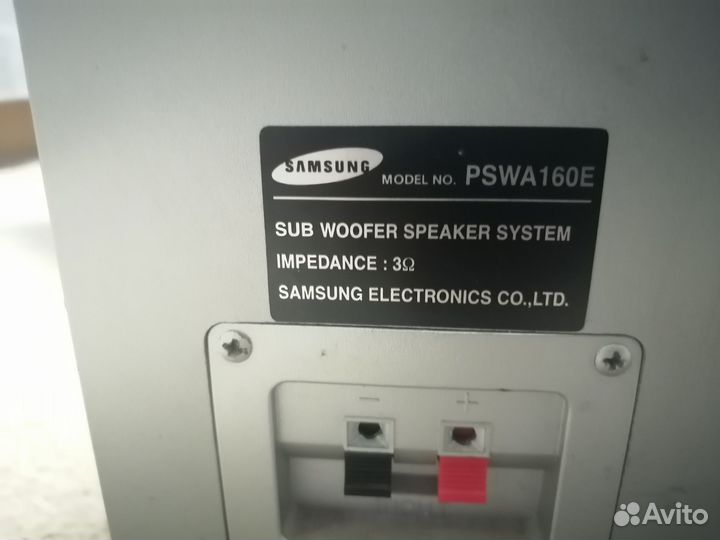 SAMSUNG MODEL NO. PSWA160E
SUB WOOFER SPEAKER SYSTEM
IMPEDANCE : 3Ω
SAMSUNG ELECTRONICS CO.,LTD.
− +
Avito